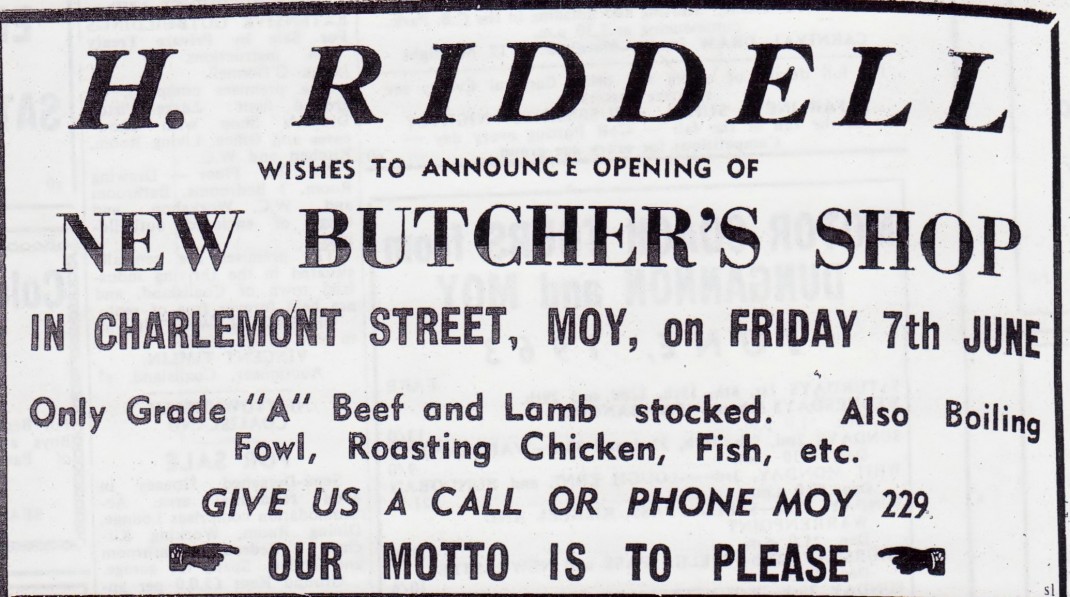 H. RIDDELL
WISHES TO ANNOUNCE OPENING OF
NEW BUTCHER'S SHOP
IN CHARLEMONT STREET, MOY, on FRIDAY 7th JUNE
Only Grade "A" Beef and Lamb stocked. Also Boiling
Fowl, Roasting Chicken, Fish, etc.
GIVE US A CALL OR PHONE MOY 229.
OUR MOTTO IS TO PLEASE
s1